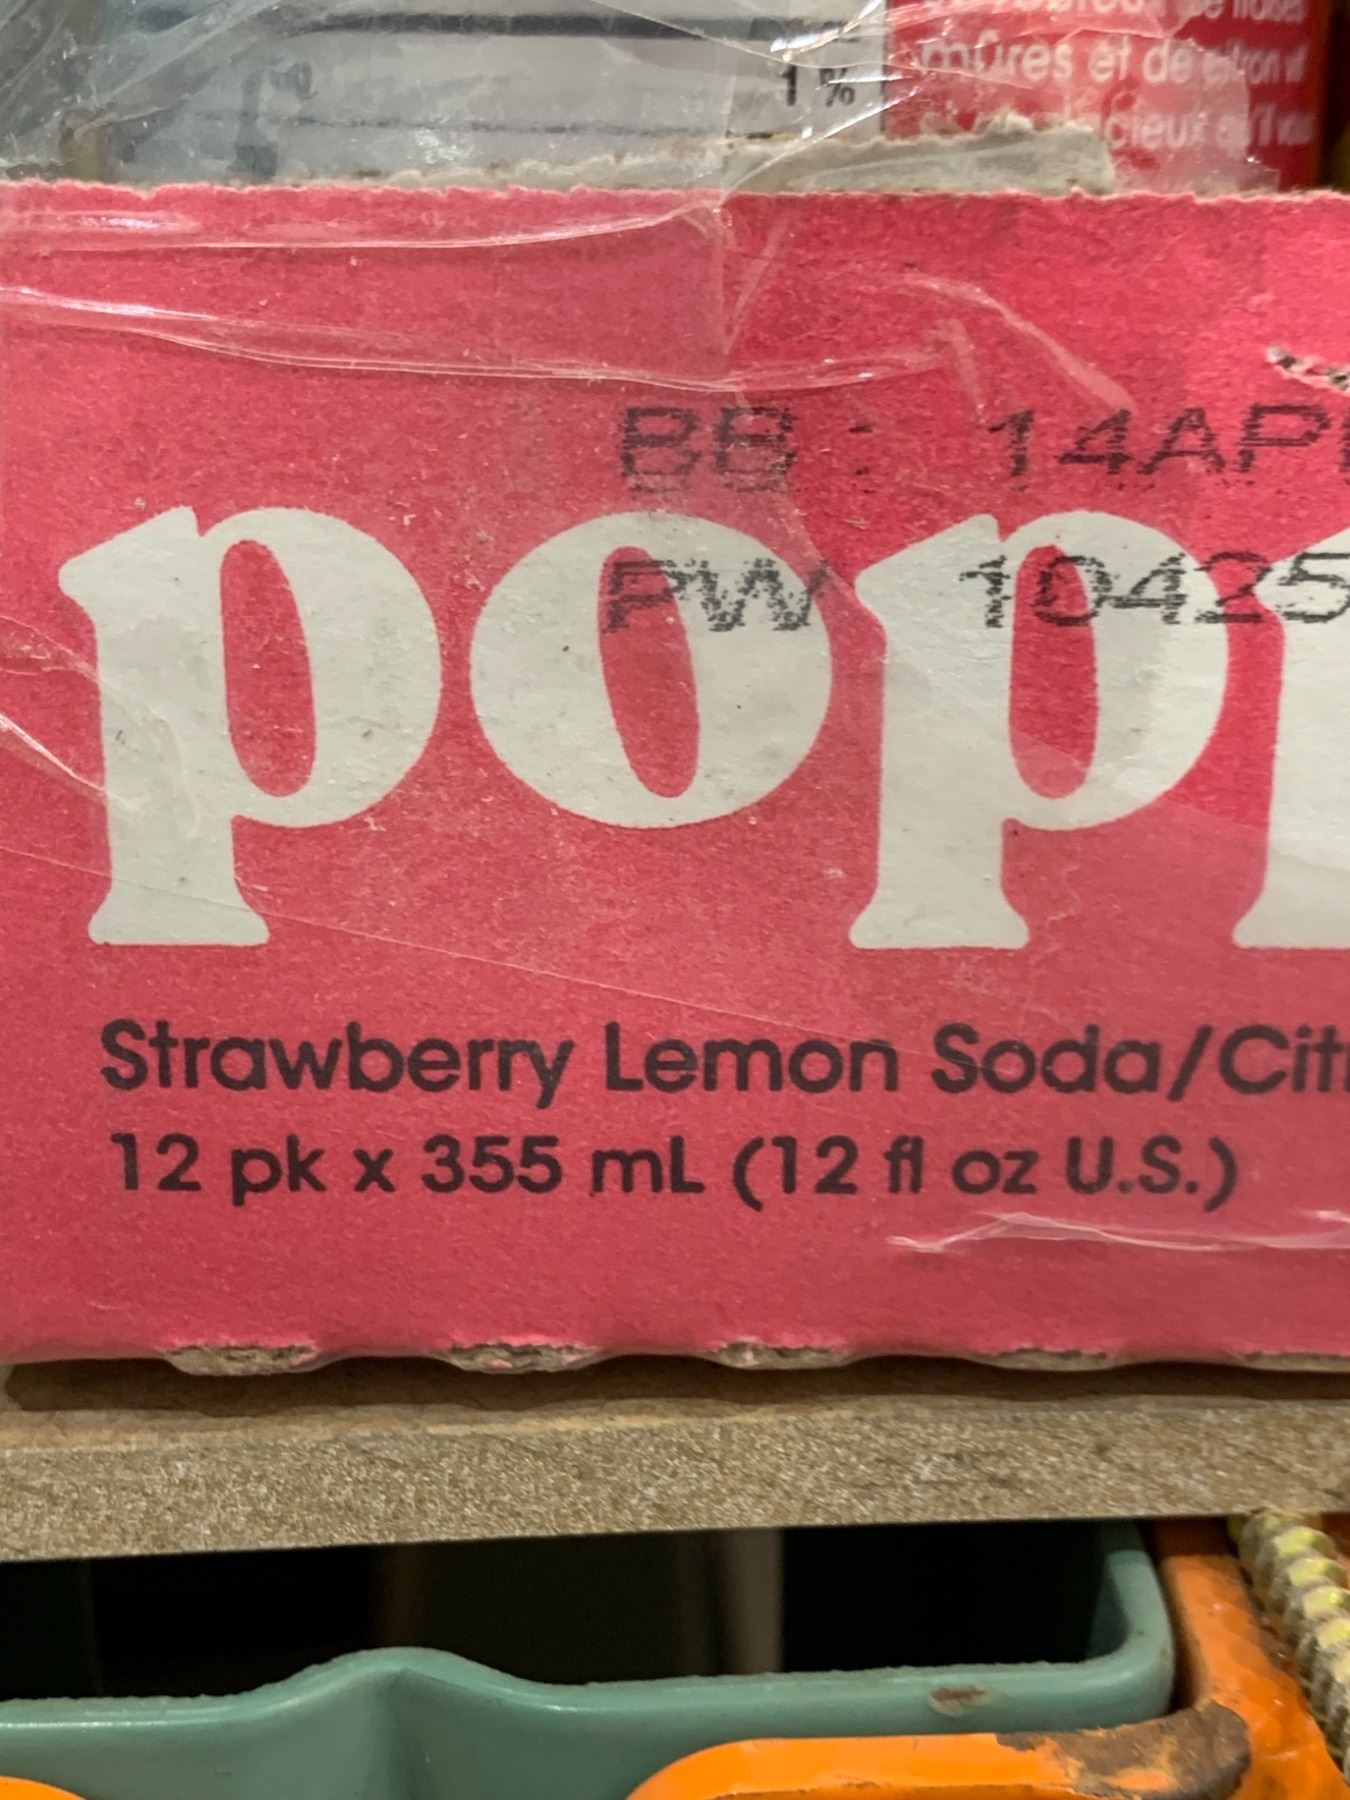 1 %
mûres et de
BB : 14AP
pop
PW 10425
Strawberry Lemon Soda/Cit
12 pk x 355 mL (12 fl oz U.S.)